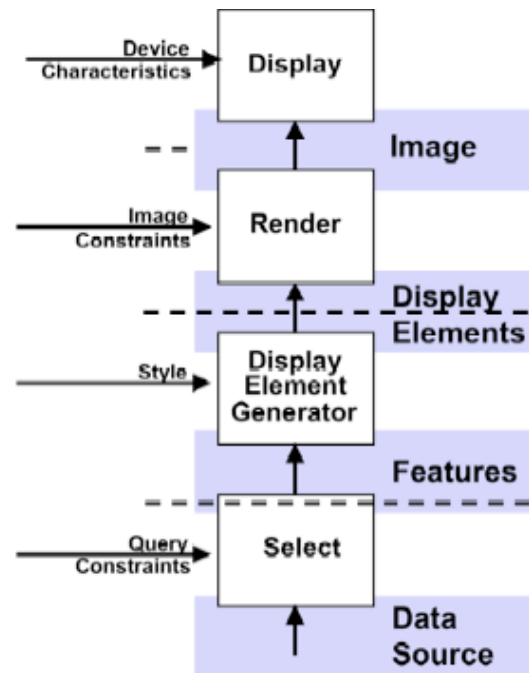 Device
Characteristics
Display
Image
Image
Constraints
Render
Display
Elements
Style
Display
Element
Generator
Features
Query
Constraints
Select
Data
Source